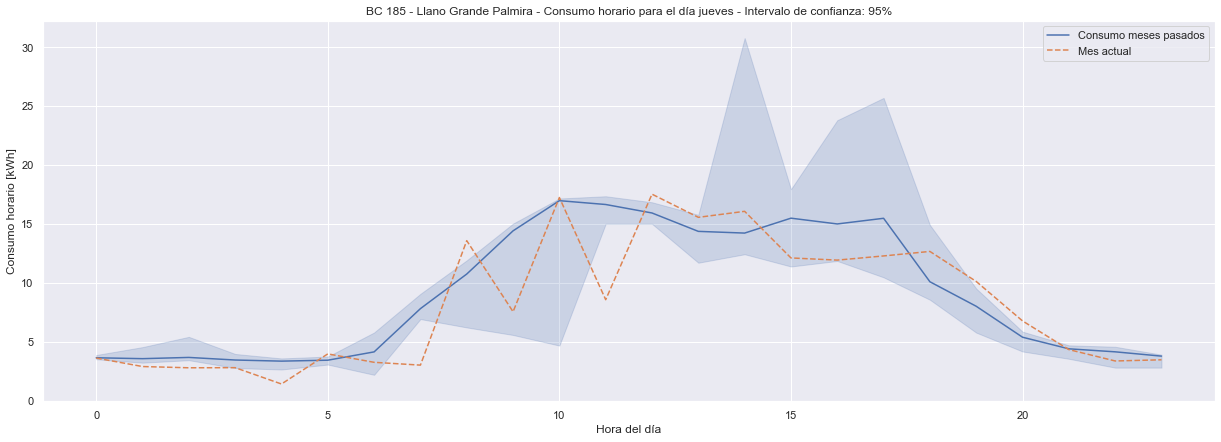 BC 185 - Llano Grande Palmira - Consumo horario para el día jueves - Intervalo de confianza: 95%
Consumo meses pasados
Mes actual
Consumo horario [kWh]
30
25
20
15
10
5
0
0 5 10 15 20
Hora del día